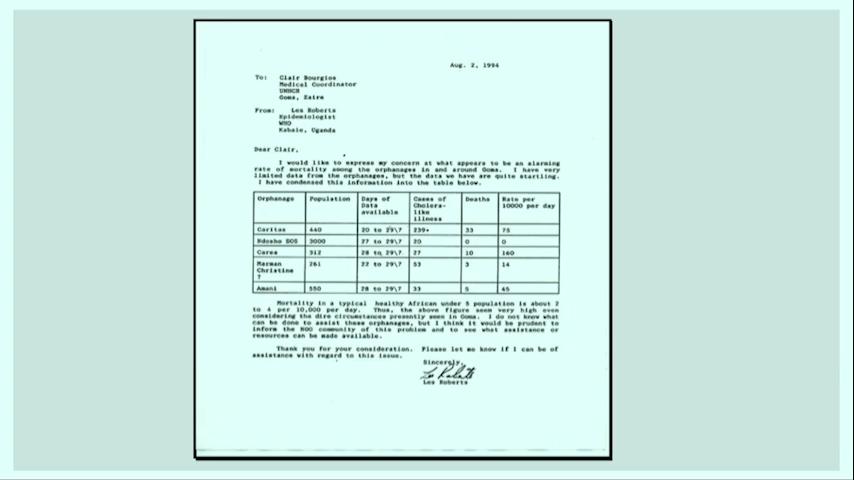 Aug. 2, 1994
To: Clair Bourgios
Medical Coordinator
UNHCR
Goma, Zaire
From: Les Roberts
Epidemiologist
WHO
Kabale, Uganda
Dear Clair,
I would like to express my concern at what appears to be an alarming
rate of mortality among the orphanages in and around Goma. I have very
limited data from the orphanages, but the data we have are quite startling.
I have condensed this information into the table below.
Orphanage Population Days of Data available Cases of Cholera-like illness Deaths Rate per 10000 per day
Caritas 440 20 to 29\7 239+ 33 75
Ndosho SOS 3000 27 to 29\7 20 0 0
Cares 312 28 to 29\7 27 10 160
Maman Christine ? 261 22 to 29\7 53 3 14
Amani 550 28 to 29\7 33 5 45
Mortality in a typical healthy African under 5 population is about 2
to 4 per 10,000 per day. Thus, the above figure seem very high even
considering the dire circumstances presently seen in Goma. I do not know what
can be done to assist these orphanages, but I think it would be prudent to
inform the NGO community of this problem and to see what assistance or
resources can be made available.
Thank you for your consideration. Please let me know if I can be of
assistance with regard to this issue.
Sincerely,
Les Roberts
Les Roberts